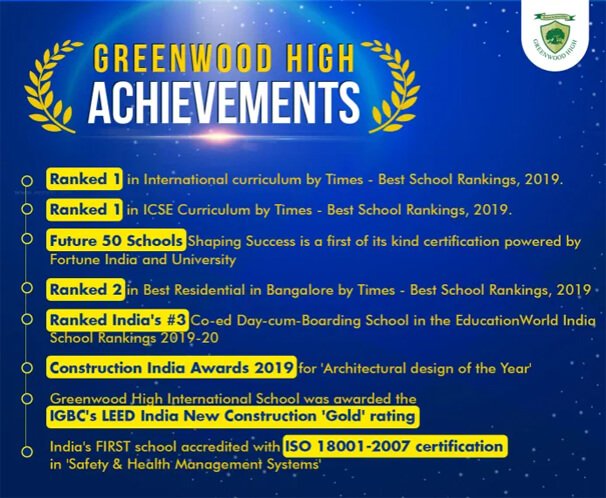 GREENWOOD HIGH
GREENWOOD HIGH
ACHIEVEMENTS
Ranked 1 in International curriculum by Times - Best School Rankings, 2019.
Ranked 1 in ICSE Curriculum by Times - Best School Rankings, 2019.
Future 50 Schools Shaping Success is a first of its kind certification powered by
Fortune India and University
Ranked 2 in Best Residential in Bangalore by Times - Best School Rankings, 2019
Ranked India's #3 Co-ed Day-cum-Boarding School in the EducationWorld India
School Rankings 2019-20
Construction India Awards 2019 for 'Architectural design of the Year'
Greenwood High International School was awarded the
IGBC's LEED India New Construction 'Gold' rating
India's FIRST school accredited with ISO 18001-2007 certification
in 'Safety & Health Management Systems'